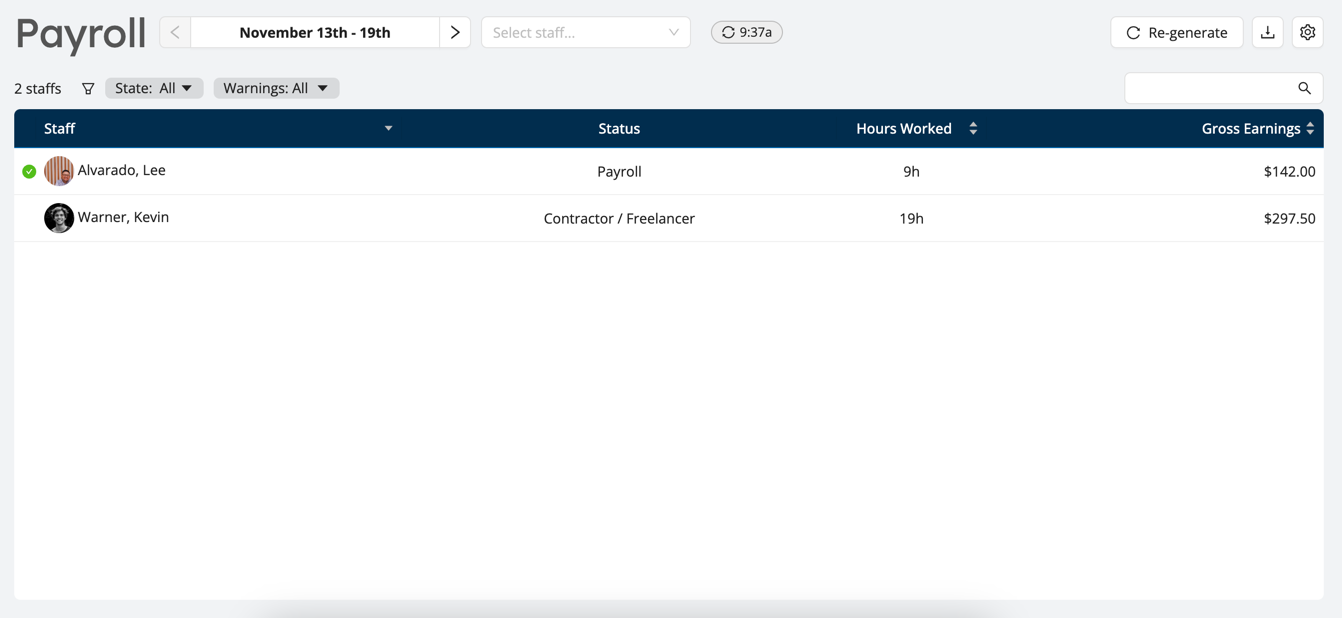 Payroll
November 13th - 19th
Select staff...
9:37a
Re-generate
2 staffs
State: All
Warnings: All
Staff Status Hours Worked Gross Earnings
Alvarado, Lee Payroll 9h $142.00
Warner, Kevin Contractor / Freelancer 19h $297.50